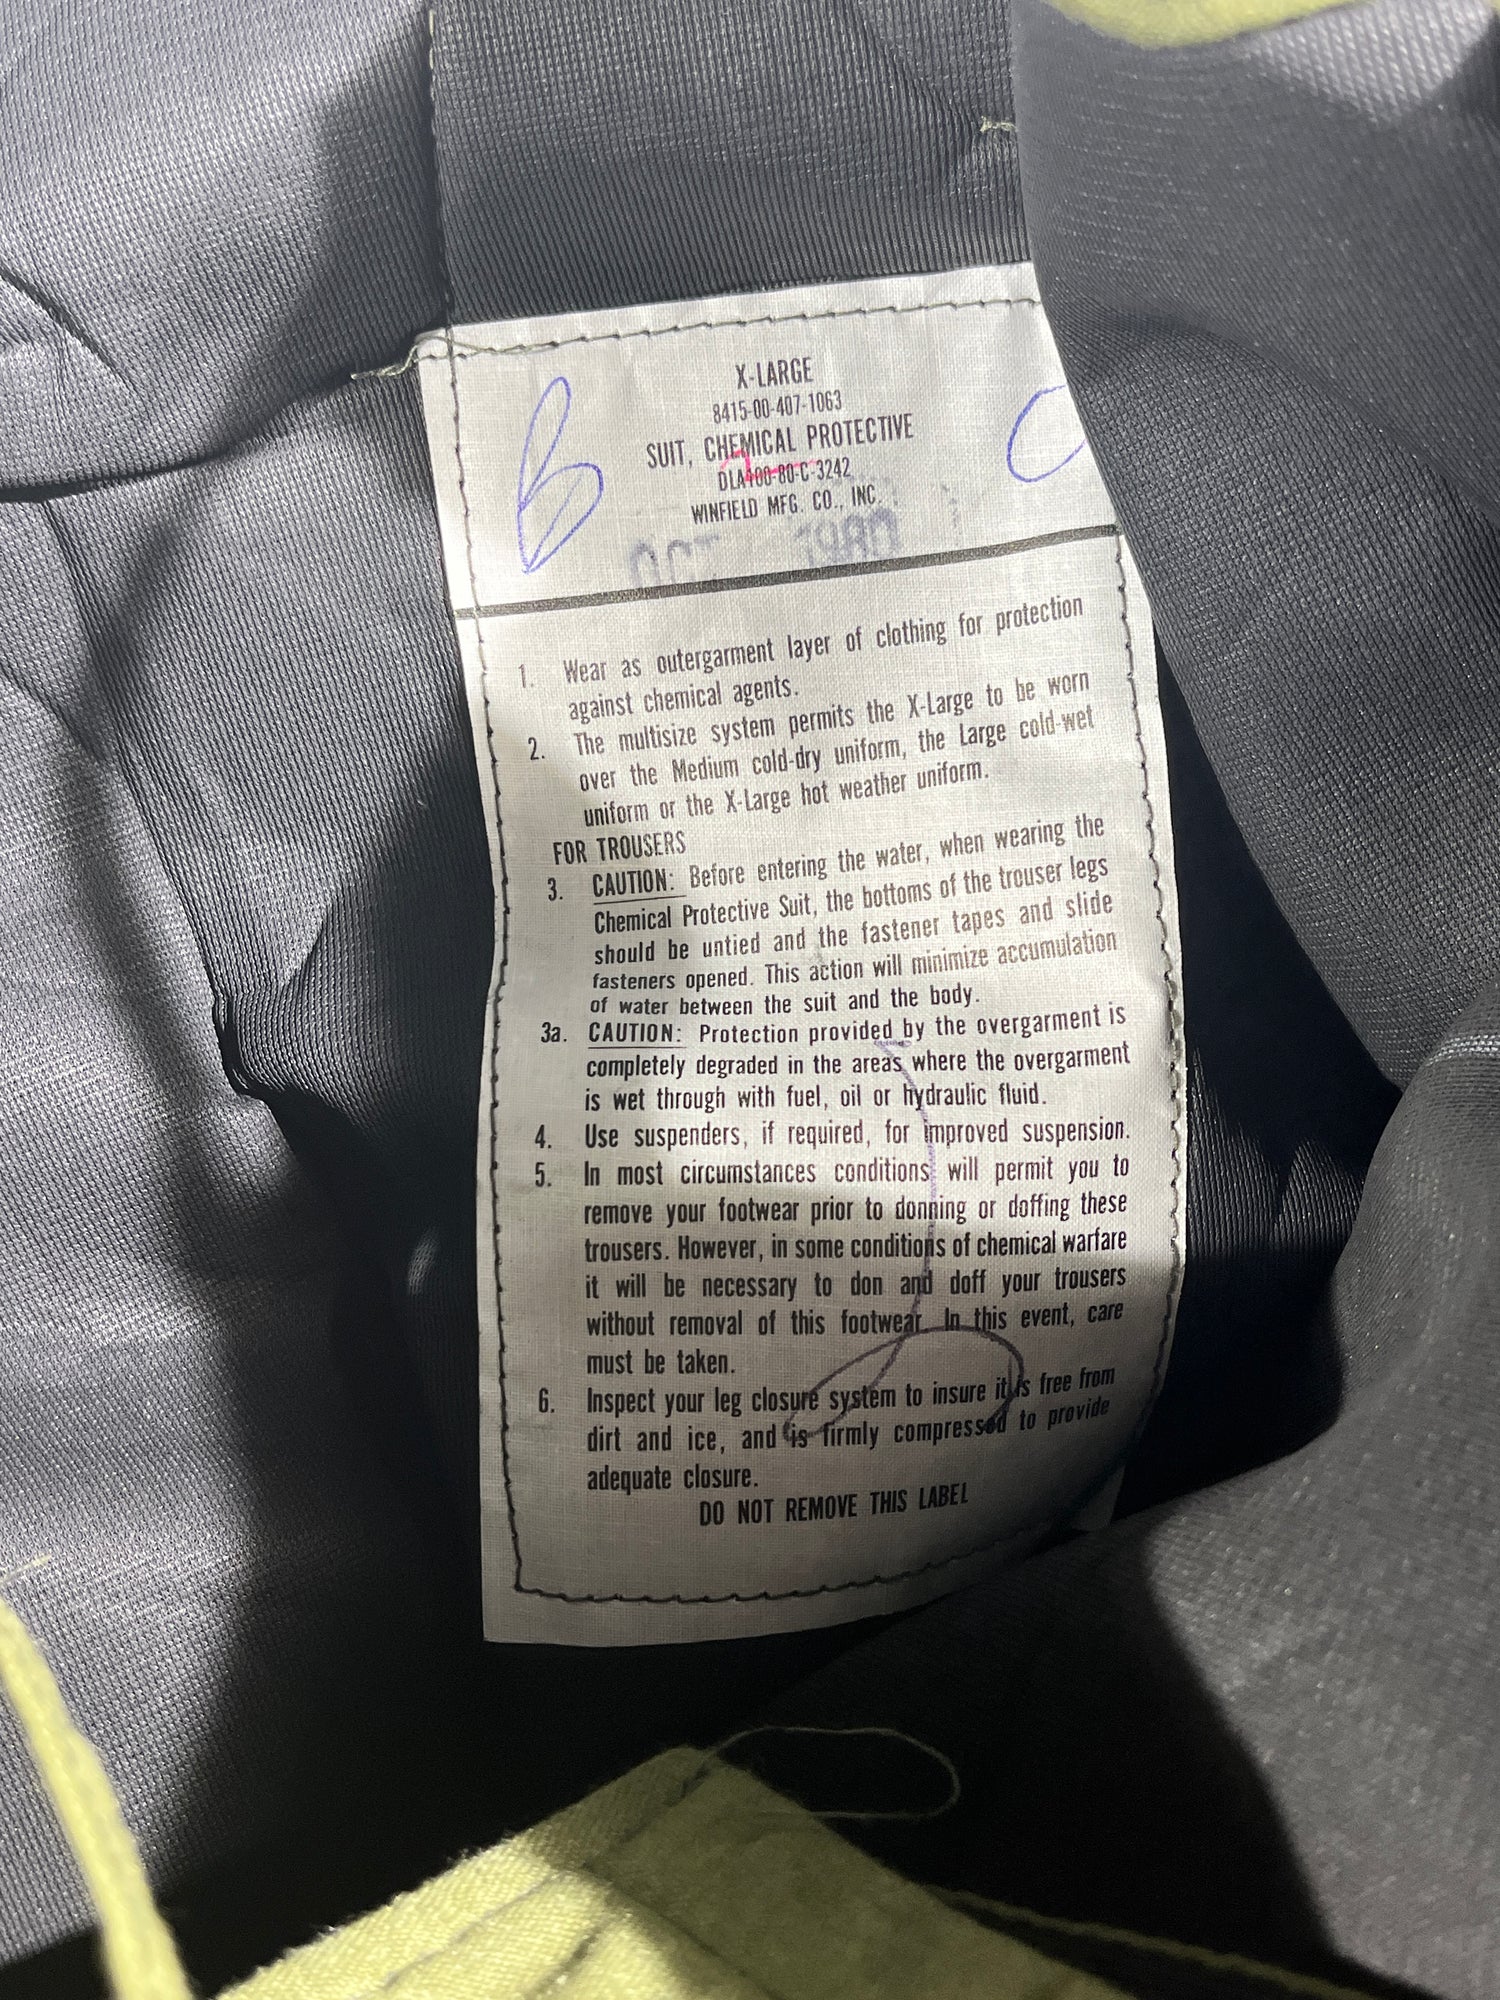 X-LARGE
8415-00-407-1063
SUIT, CHEMICAL PROTECTIVE
DLA100-80-C-3242
WINFIELD MFG. CO., INC.
B
OCT 1980
1. Wear as outergarment layer of clothing for protection
against chemical agents.
2. The multisize system permits the X-Large to be worn
over the Medium cold-dry uniform, the Large cold-wet
uniform or the X-Large hot weather uniform.
FOR TROUSERS
3. CAUTION: Before entering the water, when wearing the
Chemical Protective Suit, the bottoms of the trouser legs
should be untied and the fastener tapes and slide
fasteners opened. This action will minimize accumulation
of water between the suit and the body.
3a. CAUTION: Protection provided by the overgarment is
completely degraded in the areas where the overgarment
is wet through with fuel, oil or hydraulic fluid.
4. Use suspenders, if required, for improved suspension.
5. In most circumstances conditions will permit you to
remove your footwear prior to donning or doffing these
trousers. However, in some conditions of chemical warfare
it will be necessary to don and doff your trousers
without removal of this footwear. In this event, care
must be taken.
6. Inspect your leg closure system to insure it is free from
dirt and ice, and is firmly compressed to provide
adequate closure.
DO NOT REMOVE THIS LABEL